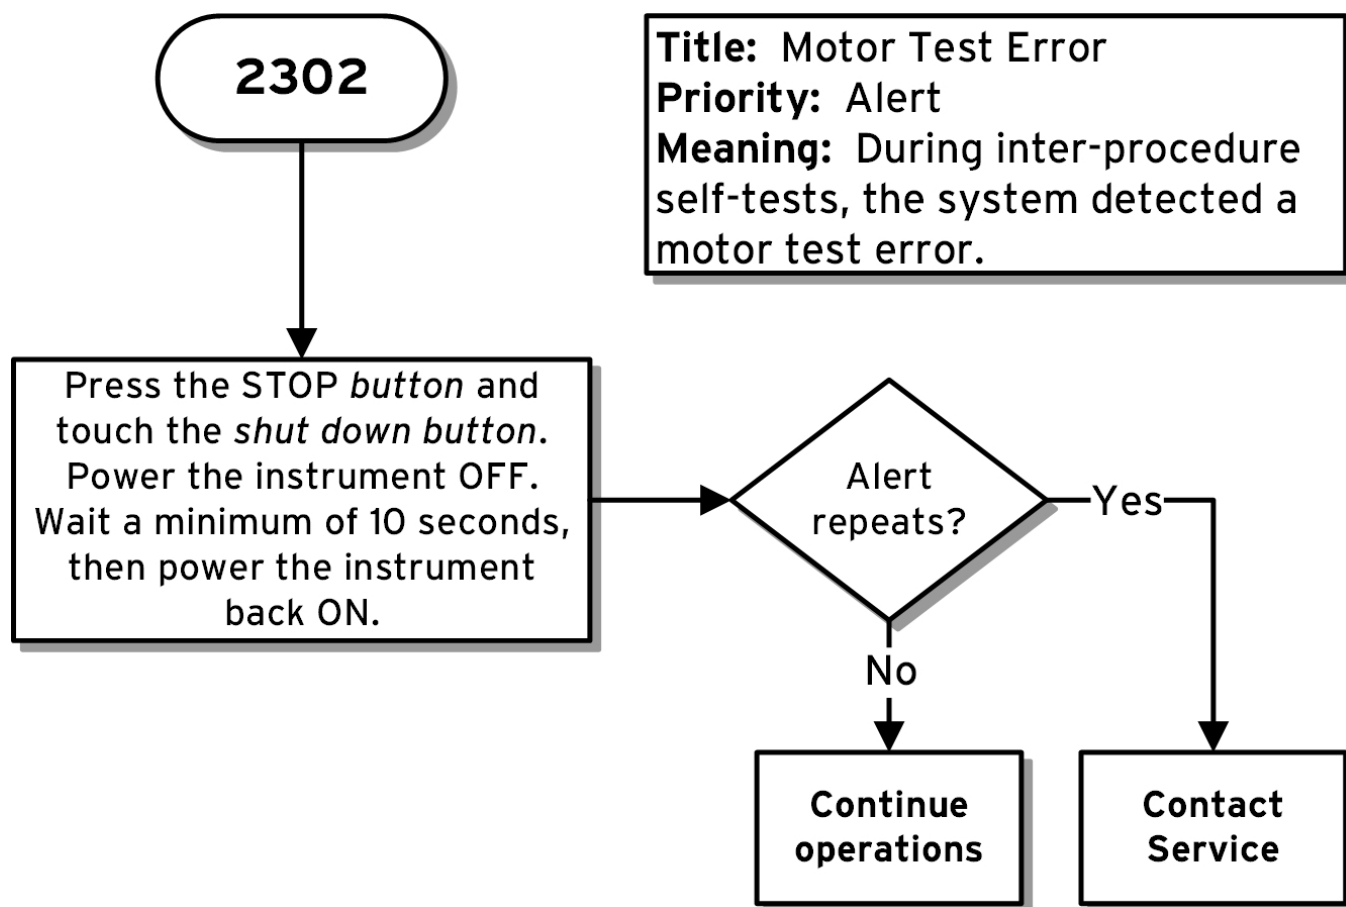 2302
Title: Motor Test Error
Priority: Alert
Meaning: During inter-procedure
self-tests, the system detected a
motor test error.
Press the STOP button and
touch the shut down button.
Power the instrument OFF.
Wait a minimum of 10 seconds,
then power the instrument
back ON.
Alert
repeats?
Yes
No
Continue
operations
Contact
Service